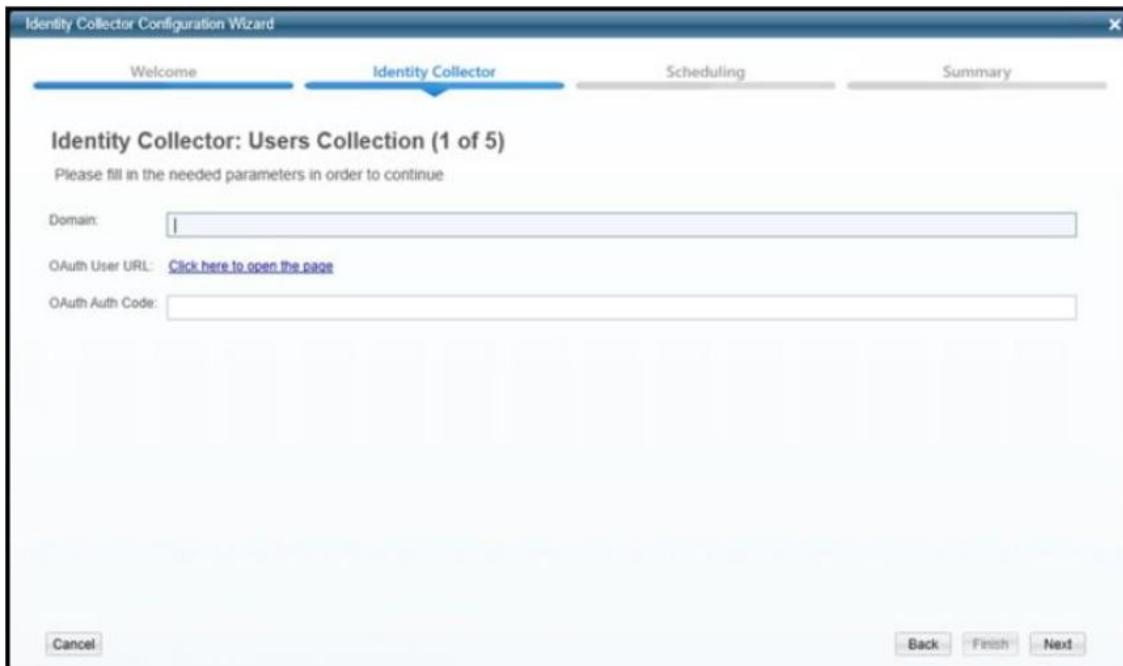 Identity Collector Configuration Wizard
Welcome Identity Collector Scheduling Summary
Identity Collector: Users Collection (1 of 5)
Please fill in the needed parameters in order to continue
Domain:
OAuth User URL: Click here to open the page
OAuth Auth Code:
Cancel Back Finish Next